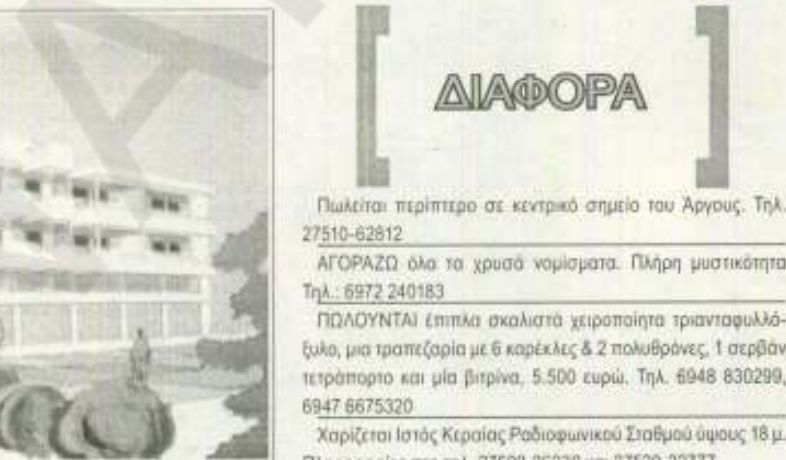 ΔΙΑΦΟΡΑ
Πωλείται περίπτερο σε κεντρικό σημείο του Άργους. Τηλ.
27510-62812
ΑΓΟΡΑΖΩ όλα τα χρυσά νομίσματα. Πλήρη μυστικότητα
Τηλ.: 6972 240183
ΠΩΛΟΥΝΤΑΙ έπιπλα σκαλιστά χειροποίητα τριανταφυλλό-
ξυλο, μια τραπεζαρία με 6 καρέκλες & 2 πολυθρόνες, 1 σερβάν
τετράπορτο και μία βιτρίνα, 5.500 ευρώ. Τηλ. 6948 830299,
6947 6675320
Χαρίζεται Ιστός Κεραίας Ραδιοφωνικού Σταθμού ύψους 18 μ.